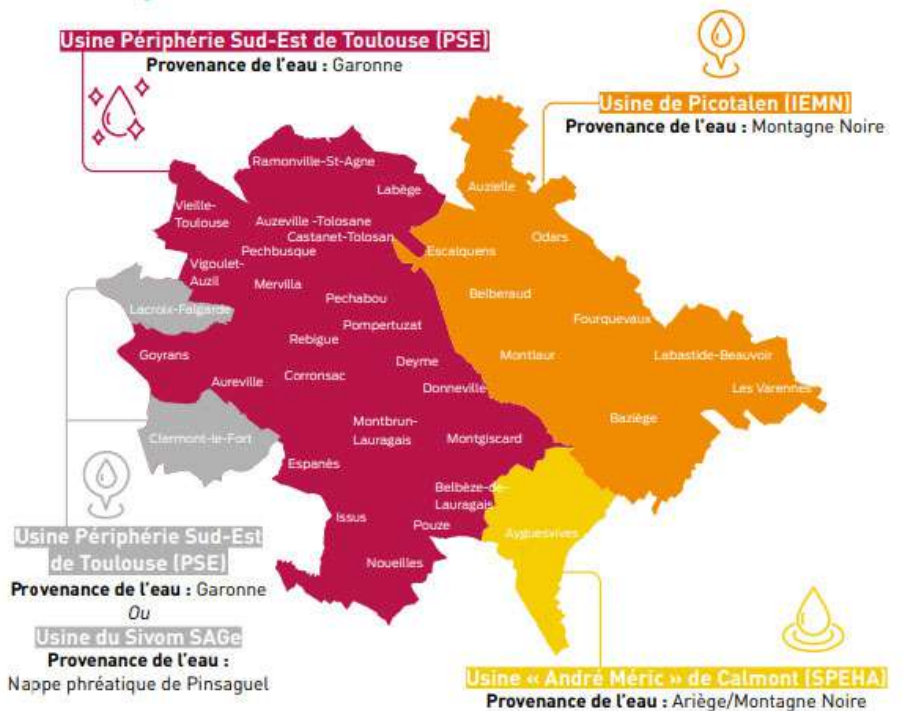 Usine Périphérie Sud-Est de Toulouse (PSE)
Provenance de l'eau : Garonne
Usine de Picotalen (IEMN)
Provenance de l'eau : Montagne Noire
Ramonville-St-Agne
Labège
Auzielle
Vieille-
Toulouse
Auzeville -Tolosane
Castanet-Tolosan
Pechbusque
Escalquens
Odars
Vigoulet-
Auzil
Mervilla
Belberaud
Pechabou
Lacroix-Falgarde
Pompertuzat
Fourquevaux
Rebigue
Goyrans
Deyme
Montlaur
Labastide-Beauvoir
Aureville
Corronsac
Donneville
Les Varennes
Montbrun-
Lauragais
Baziège
Clermont-le-Fort
Montgiscard
Espanès
Belbèze-de-
Lauragais
Issus
Pouze
Ayguesvives
Noueilles
Usine Périphérie Sud-Est
de Toulouse (PSE)
Provenance de l'eau : Garonne
Ou
Usine du Sivom SAGe
Provenance de l'eau :
Nappe phréatique de Pinsaguel
Usine « André Méric » de Calmont (SPEHA)
Provenance de l'eau : Ariège/Montagne Noire